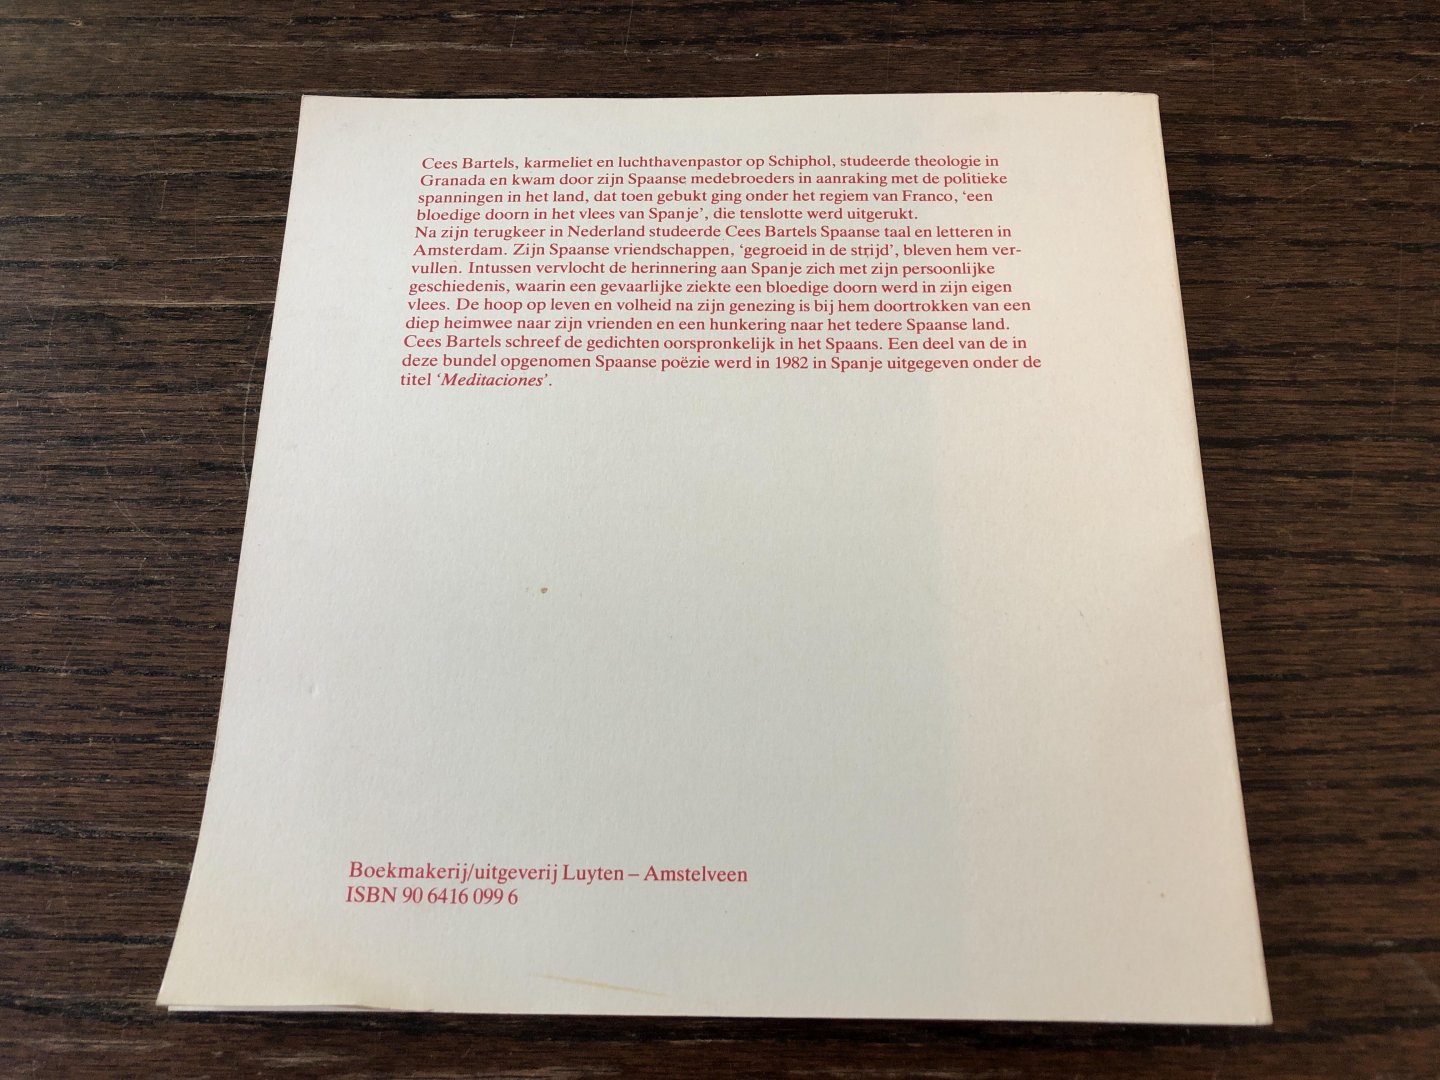 Cees Bartels, karmeliet en luchthavenpastor op Schiphol, studeerde theologie in
Granada en kwam door zijn Spaanse medebroeders in aanraking met de politieke
spanningen in het land, dat toen gebukt ging onder het regiem van Franco, ‘een
bloedige doorn in het vlees van Spanje’, die tenslotte werd uitgerukt.
Na zijn terugkeer in Nederland studeerde Cees Bartels Spaanse taal en letteren in
Amsterdam. Zijn Spaanse vriendschappen, ‘gegroeid in de strijd’, bleven hem ver-
vullen. Intussen vervlocht de herinnering aan Spanje zich met zijn persoonlijke
geschiedenis, waarin een gevaarlijke ziekte een bloedige doorn werd in zijn eigen
vlees. De hoop op leven en volheid na zijn genezing is bij hem doortrokken van een
diep heimwee naar zijn vrienden en een hunkering naar het tedere Spaanse land.
Cees Bartels schreef de gedichten oorspronkelijk in het Spaans. Een deel van de in
deze bundel opgenomen Spaanse poëzie werd in 1982 in Spanje uitgegeven onder de
titel ‘Meditaciones’.
Boekmakerij/uitgeverij Luyten – Amstelveen
ISBN 90 6416 099 6